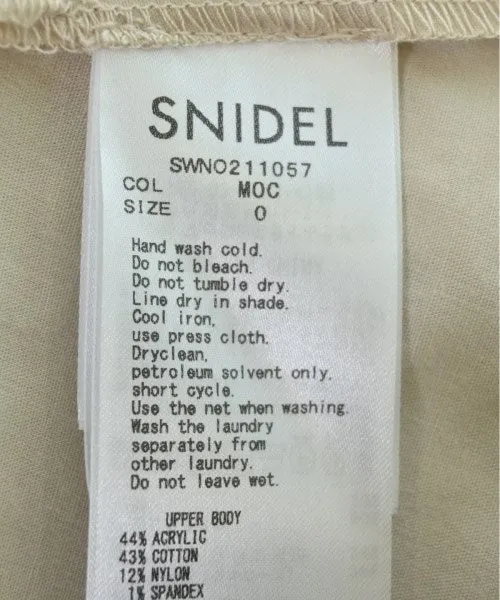 SNIDEL
SWNO211057
COL MOC
SIZE 0
Hand wash cold.
Do not bleach.
Do not tumble dry.
Line dry in shade.
Cool iron,
use press cloth.
Dryclean,
petroleum solvent only.
short cycle.
Use the net when washing.
Wash the laundry
separately from
other laundry.
Do not leave wet.
UPPER BODY
44% ACRYLIC
43% COTTON
12% NYLON
1% SPANDEX